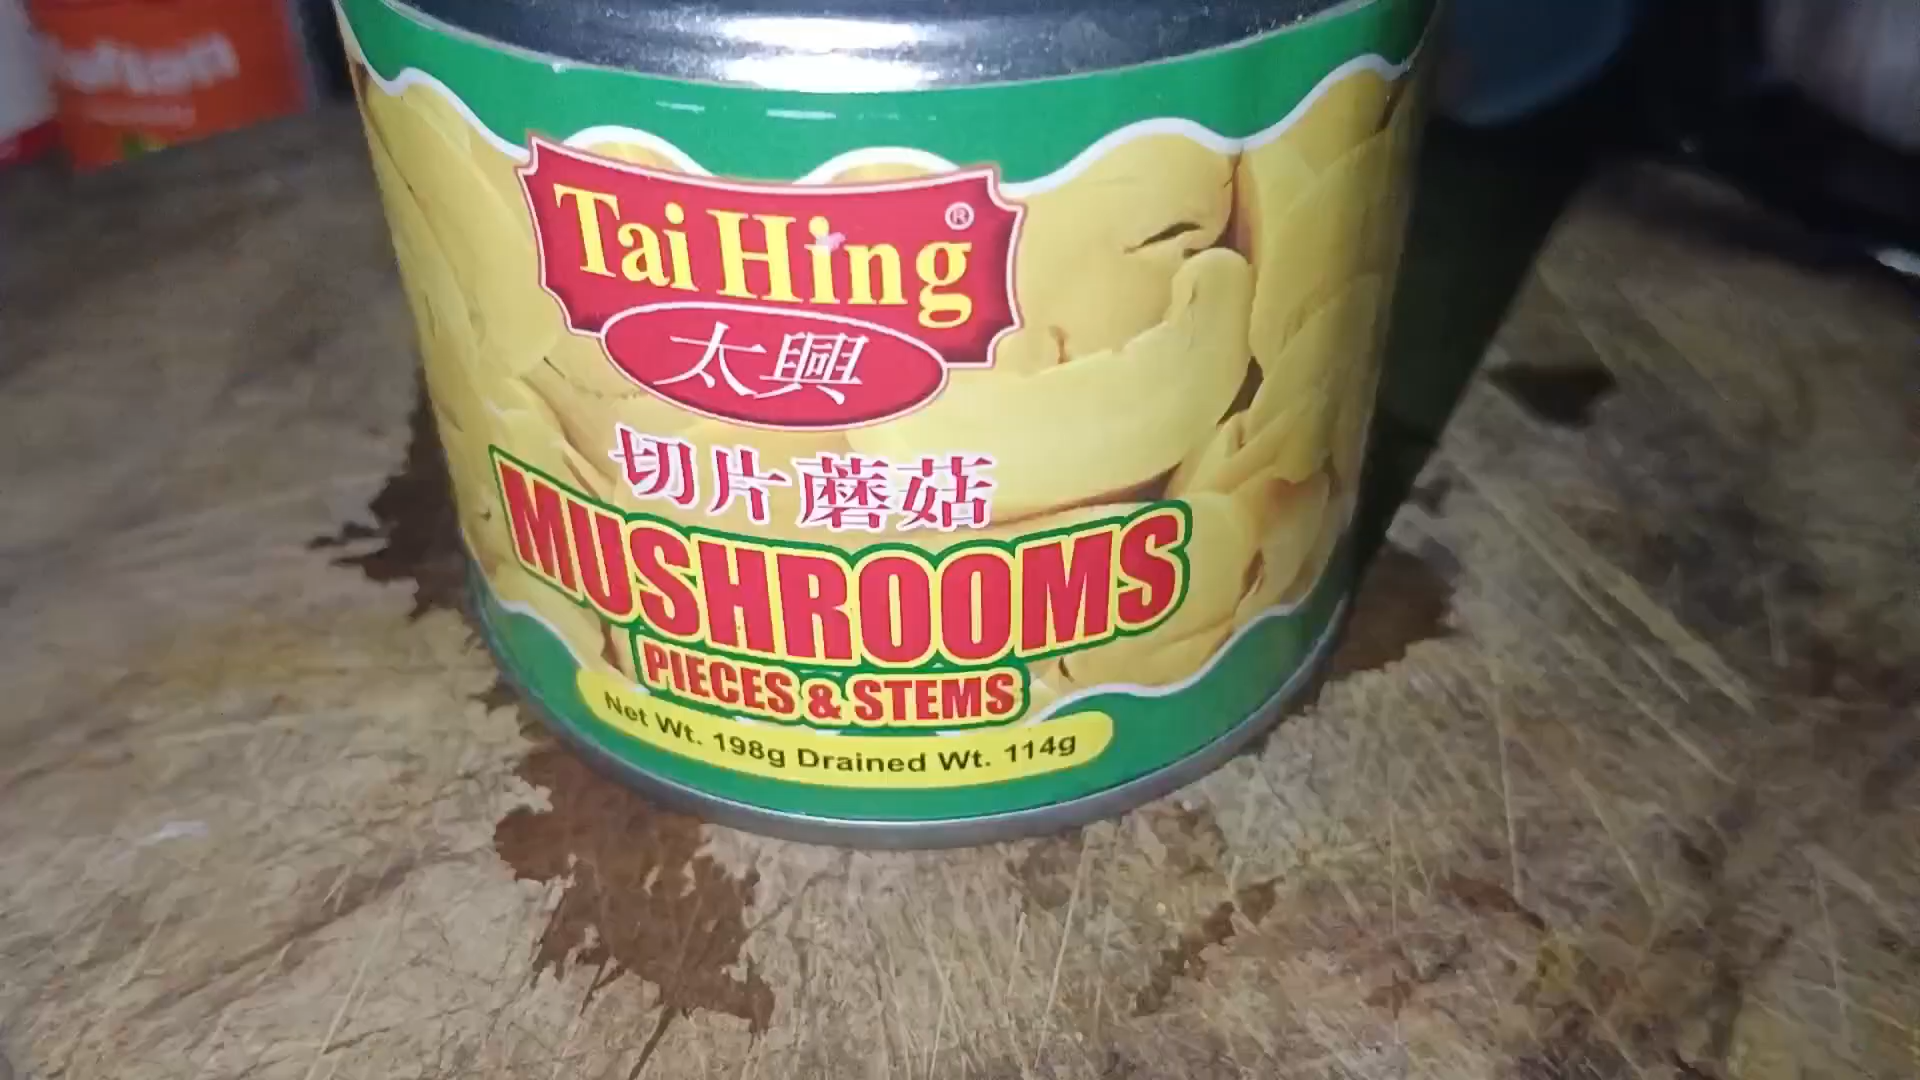 Tai Hing ®
太興
切片蘑菇
MUSHROOMS
PIECES & STEMS
Net Wt. 198g Drained Wt. 114g